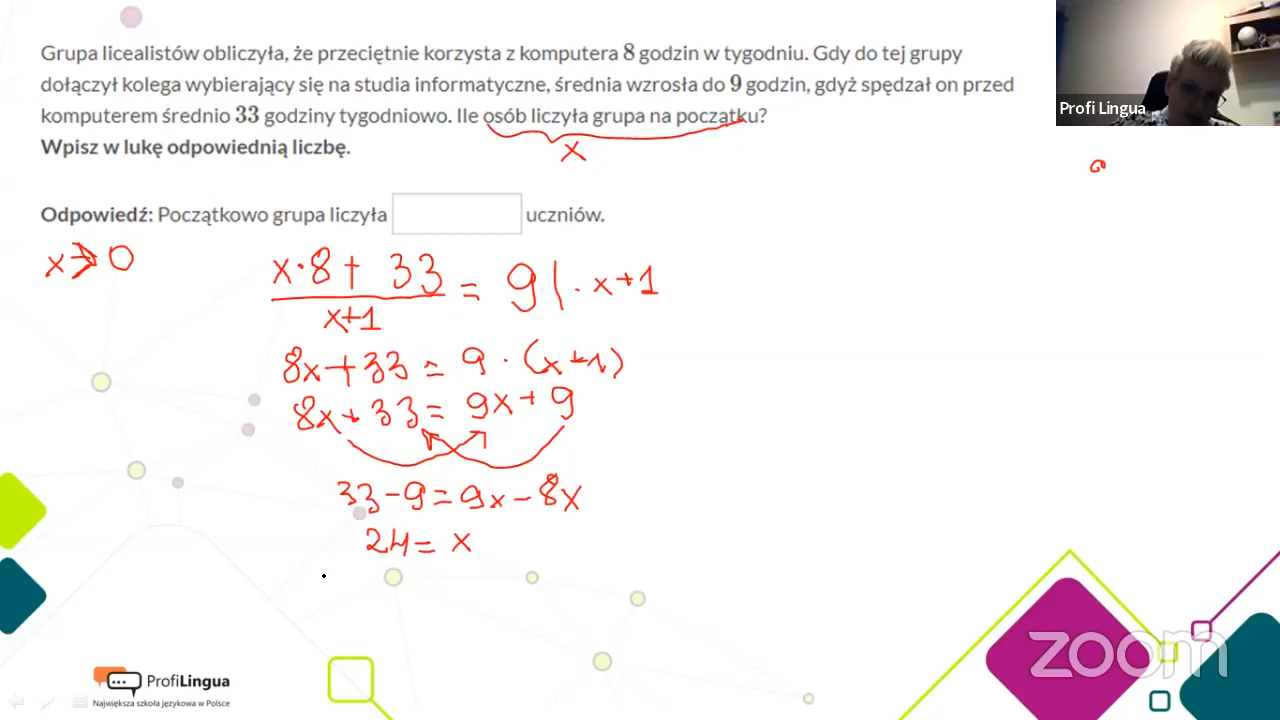 Grupa licealistów obliczyła, że przeciętnie korzysta z komputera 8 godzin w tygodniu. Gdy do tej grupy
dołączył kolega wybierający się na studia informatyczne, średnia wzrosła do 9 godzin, gdyż spędzał on przed
komputerem średnio 33 godziny tygodniowo. Ile osób liczyła grupa na początku?
x
Wpisz w lukę odpowiednią liczbę.
Odpowiedź: Początkowo grupa liczyła uczniów.
x > 0
x·8 + 33 = 9 |· x+1
x+1
8x + 33 = 9 · (x + 1)
8x + 33 = 9x + 9
33 - 9 = 9x - 8x
24 = x
Profi Lingua
ProfiLingua
Największa szkoła językowa w Polsce
zoom